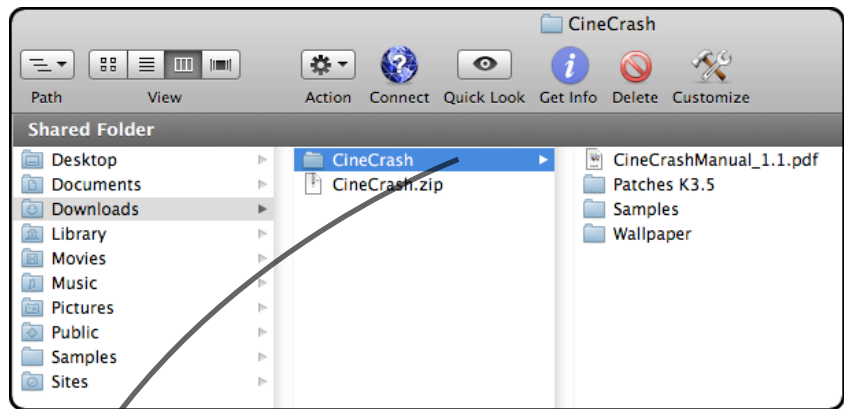 CineCrash
Path View Action Connect Quick Look Get Info Delete Customize
Shared Folder
Desktop
Documents
Downloads
Library
Movies
Music
Pictures
Public
Samples
Sites
CineCrash
CineCrash.zip
CineCrashManual_1.1.pdf
Patches K3.5
Samples
Wallpaper